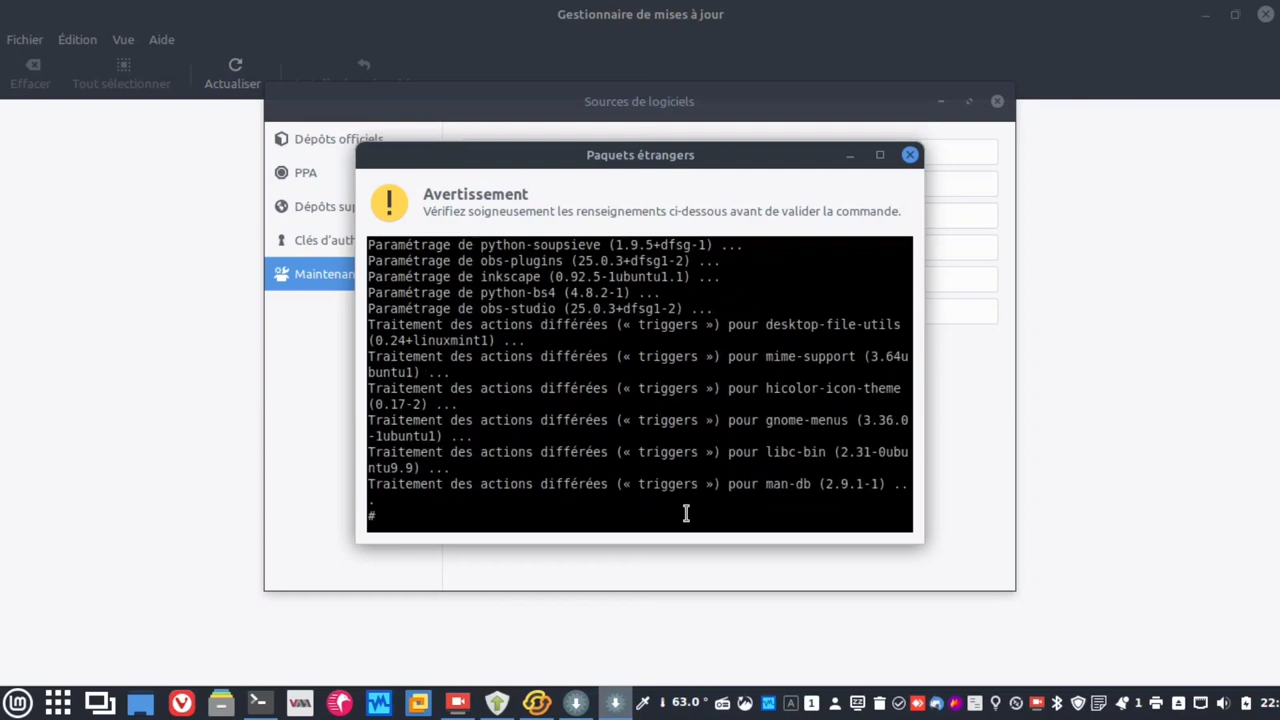 Gestionnaire de mises à jour
Fichier Édition Vue Aide
Effacer Tout sélectionner Actualiser
Sources de logiciels
Dépôts officiels
PPA
Dépôts sup
Clés d'auth
Maintenan
Paquets étrangers
Avertissement
Vérifiez soigneusement les renseignements ci-dessous avant de valider la commande.
Paramétrage de python-soupsieve (1.9.5+dfsg-1) ...
Paramétrage de obs-plugins (25.0.3+dfsg1-2) ...
Paramétrage de inkscape (0.92.5-1ubuntu1.1) ...
Paramétrage de python-bs4 (4.8.2-1) ...
Paramétrage de obs-studio (25.0.3+dfsg1-2) ...
Traitement des actions différées (« triggers ») pour desktop-file-utils
(0.24+linuxmint1) ...
Traitement des actions différées (« triggers ») pour mime-support (3.64u
buntu1) ...
Traitement des actions différées (« triggers ») pour hicolor-icon-theme
(0.17-2) ...
Traitement des actions différées (« triggers ») pour gnome-menus (3.36.0
-1ubuntu1) ...
Traitement des actions différées (« triggers ») pour libc-bin (2.31-0ubu
ntu9.9) ...
Traitement des actions différées (« triggers ») pour man-db (2.9.1-1) ..
.
#
63.0 ° 1 1 22: